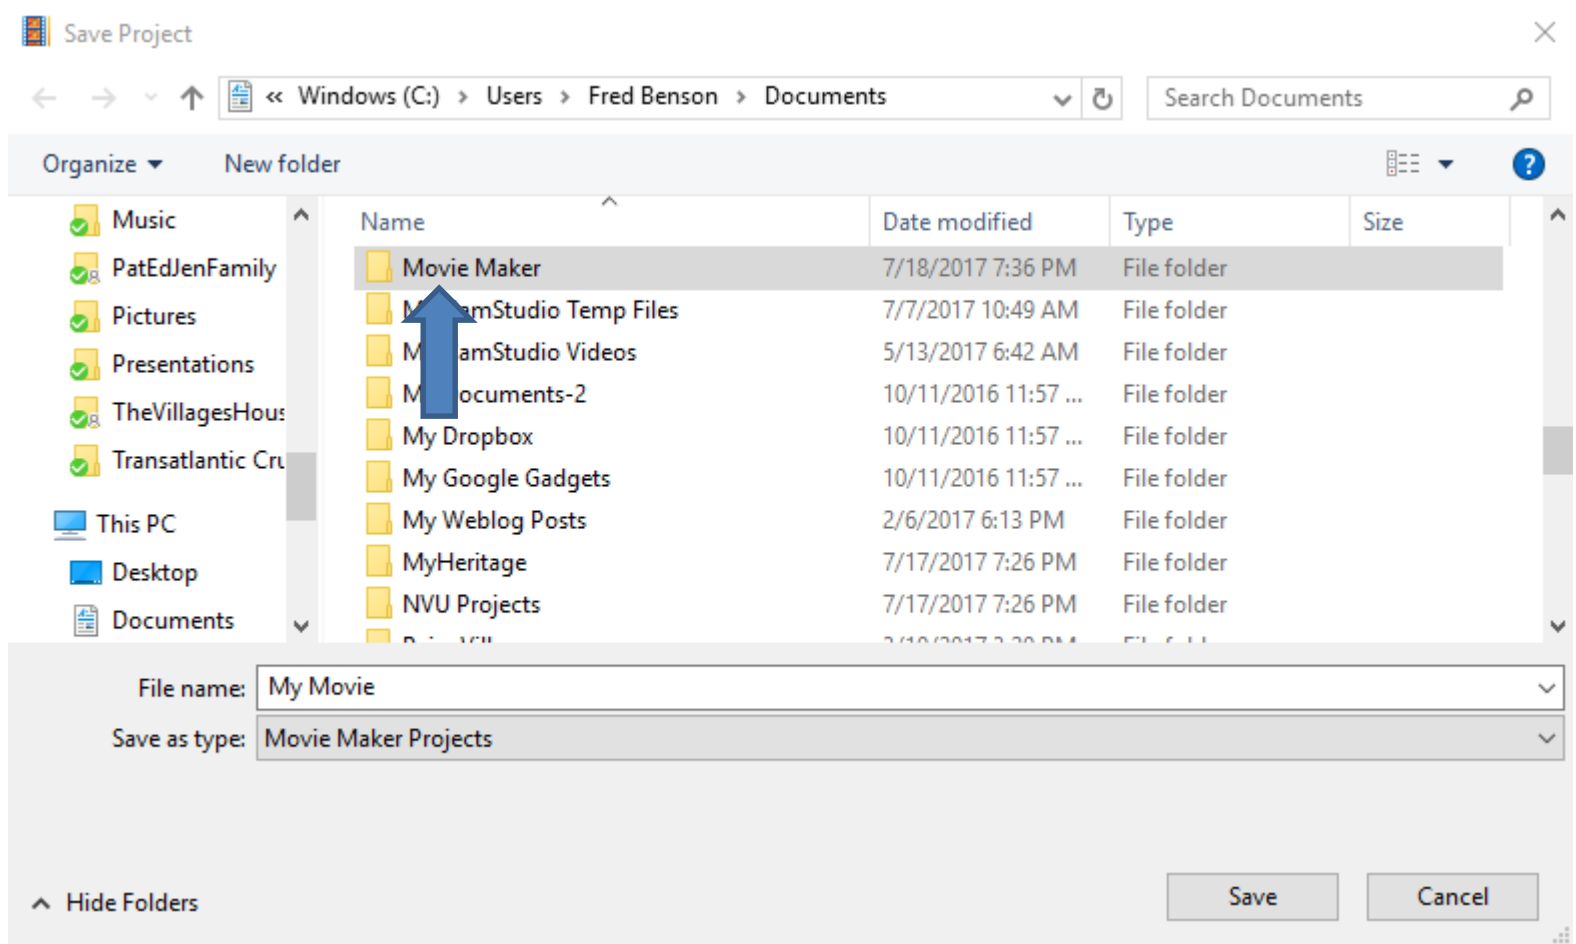 Save Project
« Windows (C:) > Users > Fred Benson > Documents
Search Documents
Organize
New folder
Music
PatEdJenFamily
Pictures
Presentations
TheVillagesHous
Transatlantic Cru
This PC
Desktop
Documents
Name Date modified Type Size
Movie Maker 7/18/2017 7:36 PM File folder
amStudio Temp Files 7/7/2017 10:49 AM File folder
amStudio Videos 5/13/2017 6:42 AM File folder
ocuments-2 10/11/2016 11:57 ... File folder
My Dropbox 10/11/2016 11:57 ... File folder
My Google Gadgets 10/11/2016 11:57 ... File folder
My Weblog Posts 2/6/2017 6:13 PM File folder
MyHeritage 7/17/2017 7:26 PM File folder
NVU Projects 7/17/2017 7:26 PM File folder
File name: My Movie
Save as type: Movie Maker Projects
Hide Folders
Save
Cancel